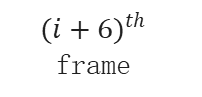 (i + 6)^th
frame